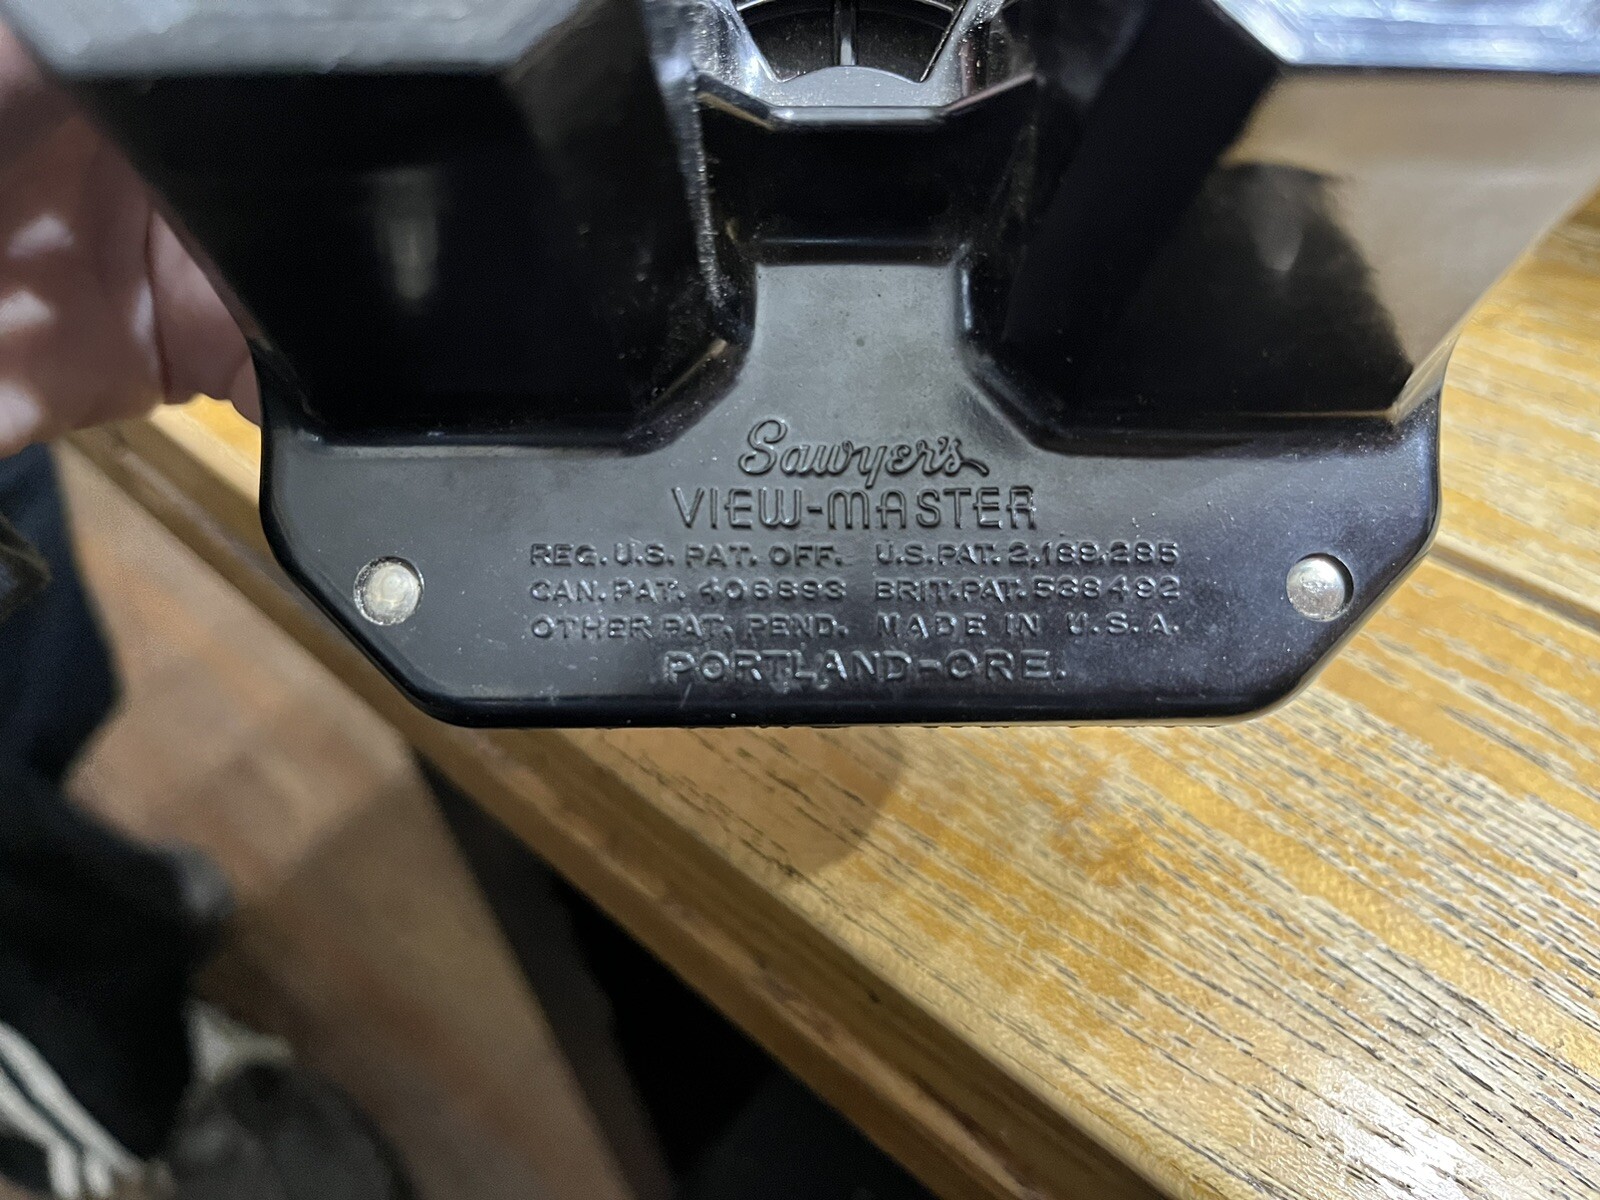 Sawyer's
VIEW-MASTER
REG. U.S. PAT. OFF. U.S. PAT. 2,189,285
CAN. PAT. 406893 BRIT. PAT. 538492
OTHER PAT. PEND. MADE IN U.S.A.
PORTLAND-ORE.